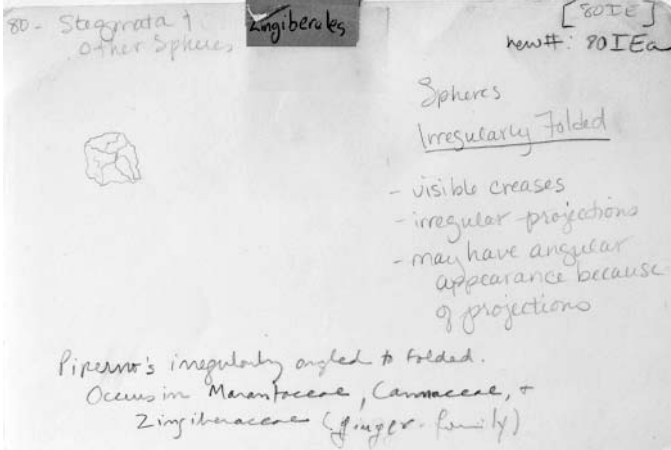 80- Stegmata &
other Spheres
Zingiberales
[80IE]
new#: 80IEa
Spheres
Irregularly Folded
- visible creases
- irregular projections
- may have angular
appearance because
of projections
Piperno's irregularly angled to folded.
Occurs in Marantaceae, Cannaceae, +
Zingiberaceae (ginger family)